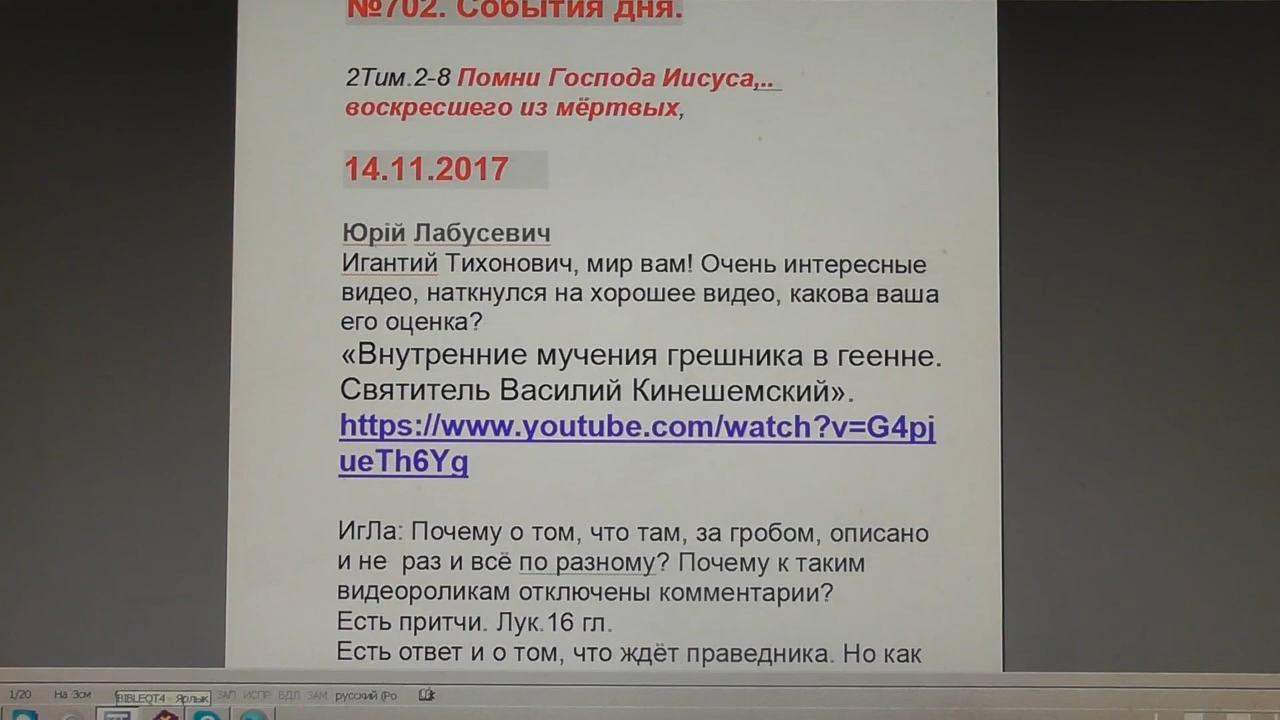 №702. События дня.
2Тим.2-8 Помни Господа Иисуса,..
воскресшего из мёртвых,
14.11.2017
Юрій Лабусевич
Игантий Тихонович, мир вам! Очень интересные
видео, наткнулся на хорошее видео, какова ваша
его оценка?
«Внутренние мучения грешника в геенне.
Святитель Василий Кинешемский».
https://www.youtube.com/watch?v=G4pj
ueTh6Yg
ИгЛа: Почему о том, что там, за гробом, описано
и не раз и всё по разному? Почему к таким
видеороликам отключены комментарии?
Есть притчи. Лук.16 гл.
Есть ответ и о том, что ждёт праведника. Но как
1/20 На 3см BIBLEQT4 - Ярлык ЗАП ИСПР ВДЛ ЗАМ русский (Ро